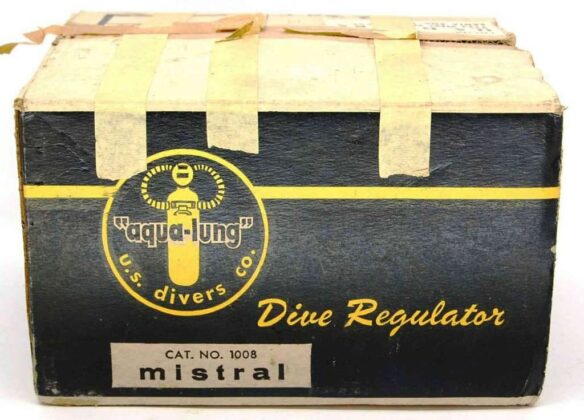 "aqua-lung"
u.s. divers co.
Dive Regulator
CAT. NO. 1008
mistral